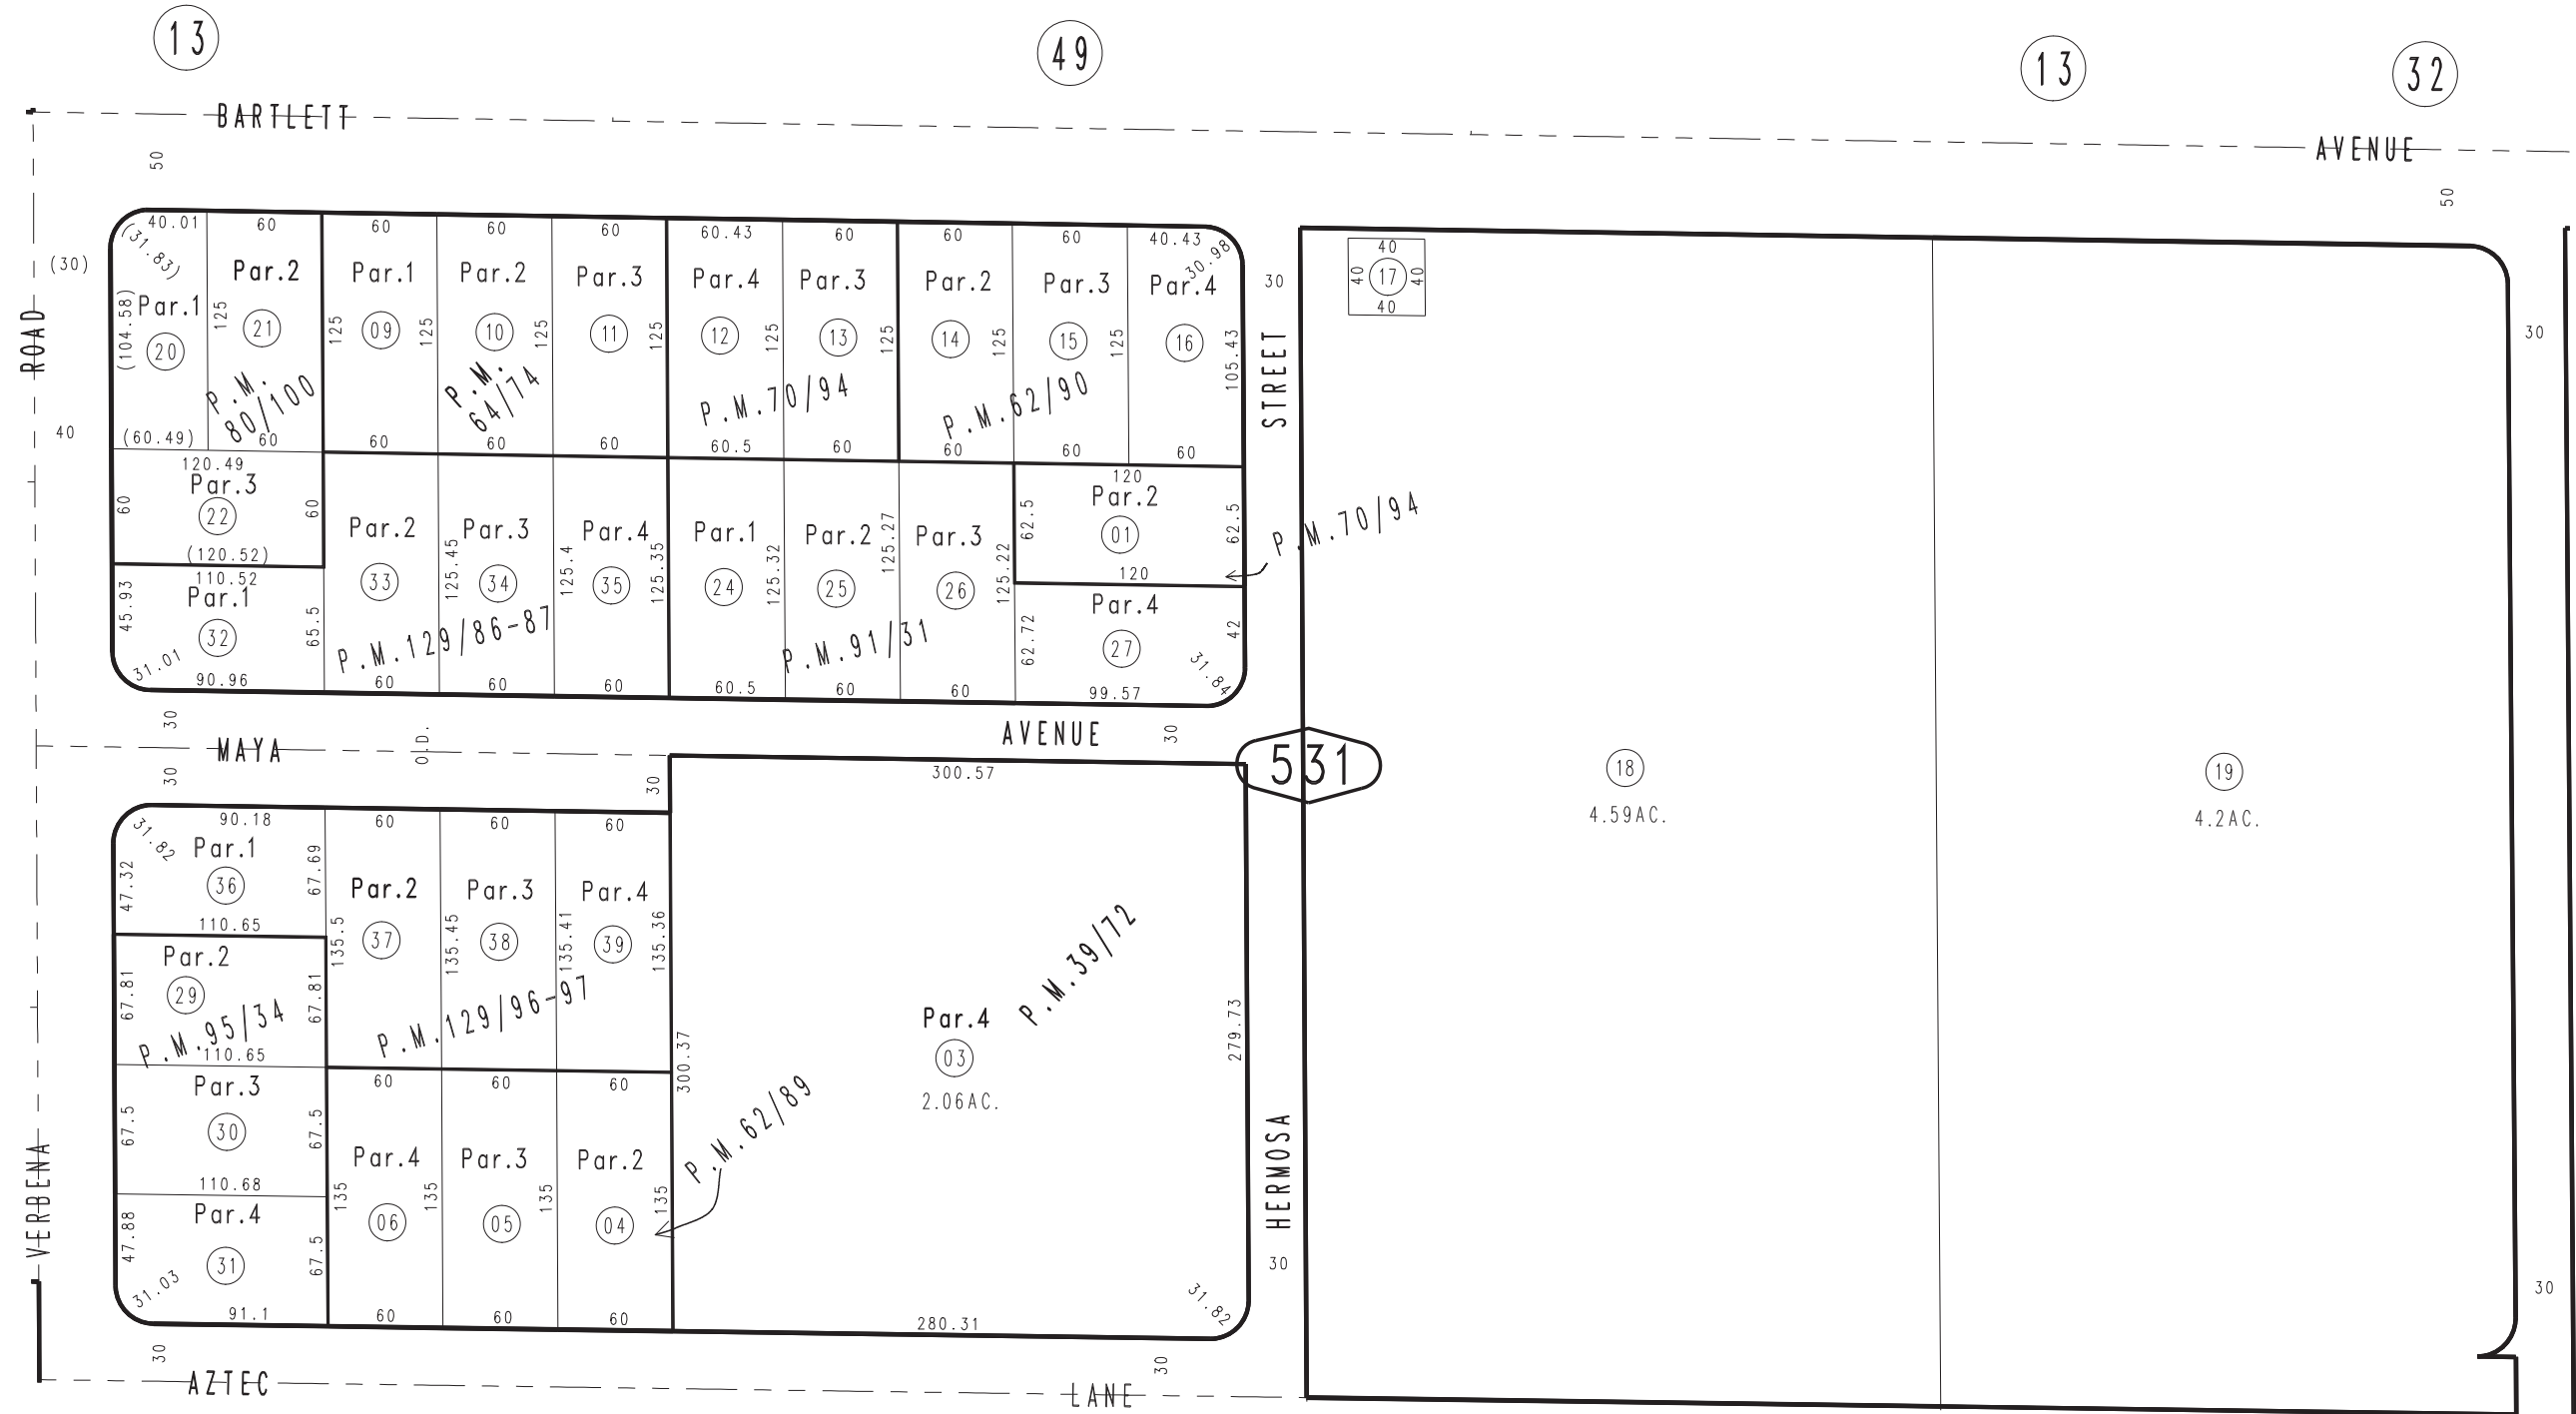 13
49
13
32
BARTLETT
AVENUE
50
50
40.01
60
60
60
60
60.43
60
60
60
40.43
(31.83)
30.98
(30)
30
40
40
40
40
17
30
Par.1
Par.2
Par.1
Par.2
Par.3
Par.4
Par.3
Par.2
Par.3
Par.4
(104.58)
125
125
125
125
125
125
125
125
125
105.43
20
21
09
10
11
12
13
14
15
16
ROAD
STREET
P.M.
80/100
P.M.
64/74
P.M.70/94
P.M.62/90
40
(60.49)
60
60
60
60
60.5
60
60
60
60
120.49
Par.3
60
22
60
(120.52)
120
Par.2
62.5
01
62.5
120
P.M.70/94
Par.2
Par.3
Par.4
Par.1
Par.2
Par.3
125.45
125.4
125.35
125.32
125.27
125.22
33
34
35
24
25
26
110.52
Par.1
45.93
32
65.5
31.01
90.96
Par.4
62.72
27
42
31.84
99.57
P.M.129/86-87
P.M.91/31
60
60
60
60.5
60
60
30
30
MAYA
O.D.
AVENUE
30
30
531
300.57
90.18
60
60
60
31.82
Par.1
47.32
36
67.69
110.65
Par.2
Par.3
Par.4
135.5
135.45
135.41
135.36
37
38
39
18
4.59AC.
19
4.2AC.
Par.2
67.81
29
67.81
P.M.95/34
110.65
P.M.129/96-97
P.M.39/72
Par.4
03
2.06AC.
300.37
279.73
60
60
60
Par.3
67.5
30
67.5
110.68
P.M.62/89
Par.4
Par.3
Par.2
135
135
135
135
06
05
04
Par.4
47.88
31
67.5
31.03
91.1
60
60
60
280.31
31.82
VERBENA
HERMOSA
30
30
30
30
AZTEC
LANE